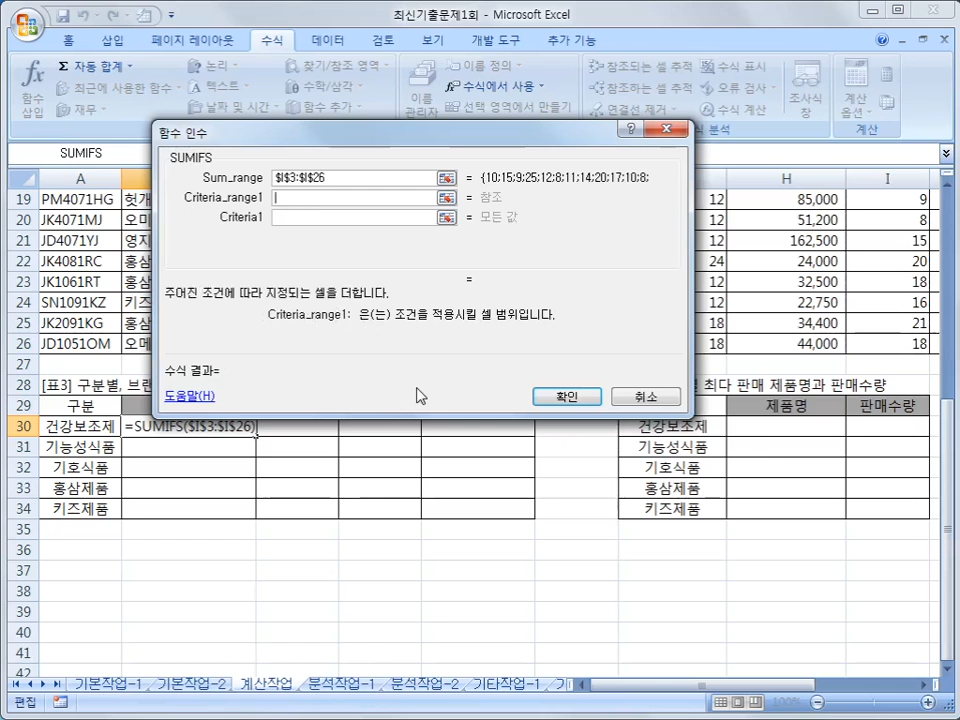 최신기출문제1회 - Microsoft Excel
홈 삽입 페이지 레이아웃 수식 데이터 검토 보기 개발 도구 추가 기능
fx 함수 삽입
Σ 자동 합계
최근에 사용한 함수
재무
논리
텍스트
날짜 및 시간
찾기/참조 영역
수학/삼각
함수 추가
이름 관리자
이름 정의
수식에서 사용
선택 영역에서 만들기
참조되는 셀 추적
참조하는 셀 추적
연결선 제거
수식 표시
오류 검사
수식 계산
조사식 창
계산 옵션
수식 분석
계산
SUMIFS
함수 인수
SUMIFS
Sum_range $I$3:$I$26 = {10;15;9;25;12;8;11;14;20;17;10;8;
Criteria_range1 = 참조
Criteria1 = 모든 값
=
주어진 조건에 따라 지정되는 셀을 더합니다.
Criteria_range1: 은(는) 조건을 적용시킬 셀 범위입니다.
수식 결과=
도움말(H) 확인 취소
A H I
19 PM4071HG 헛개 12 85,000 9
20 JK4071MJ 오미 12 51,200 8
21 JD4071YJ 영지 12 162,500 15
22 JK4081RC 홍삼 24 24,000 20
23 JK1061RT 홍삼 12 32,500 18
24 SN1091KZ 키즈 12 22,750 16
25 JK2091KG 홍삼 18 34,400 21
26 JD1051OM 오메 18 44,000 18
27
28 [표3] 구분별, 브랜 최다 판매 제품명과 판매수량
29 구분 제품명 판매수량
30 건강보조제 =SUMIFS($I$3:$I$26) 건강보조제
31 기능성식품 기능성식품
32 기호식품 기호식품
33 홍삼제품 홍삼제품
34 키즈제품 키즈제품
35
36
37
38
39
40
41
42
기본작업-1 기본작업-2 계산작업 분석작업-1 분석작업-2 기타작업-1
편집 100%